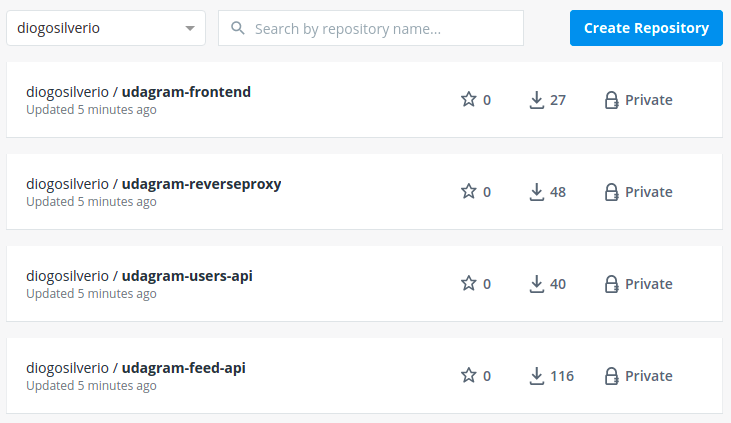 diogosilverio
Search by repository name...
Create Repository
diogosilverio / udagram-frontend
Updated 5 minutes ago
0
27
Private
diogosilverio / udagram-reverseproxy
Updated 5 minutes ago
0
48
Private
diogosilverio / udagram-users-api
Updated 5 minutes ago
0
40
Private
diogosilverio / udagram-feed-api
Updated 5 minutes ago
0
116
Private